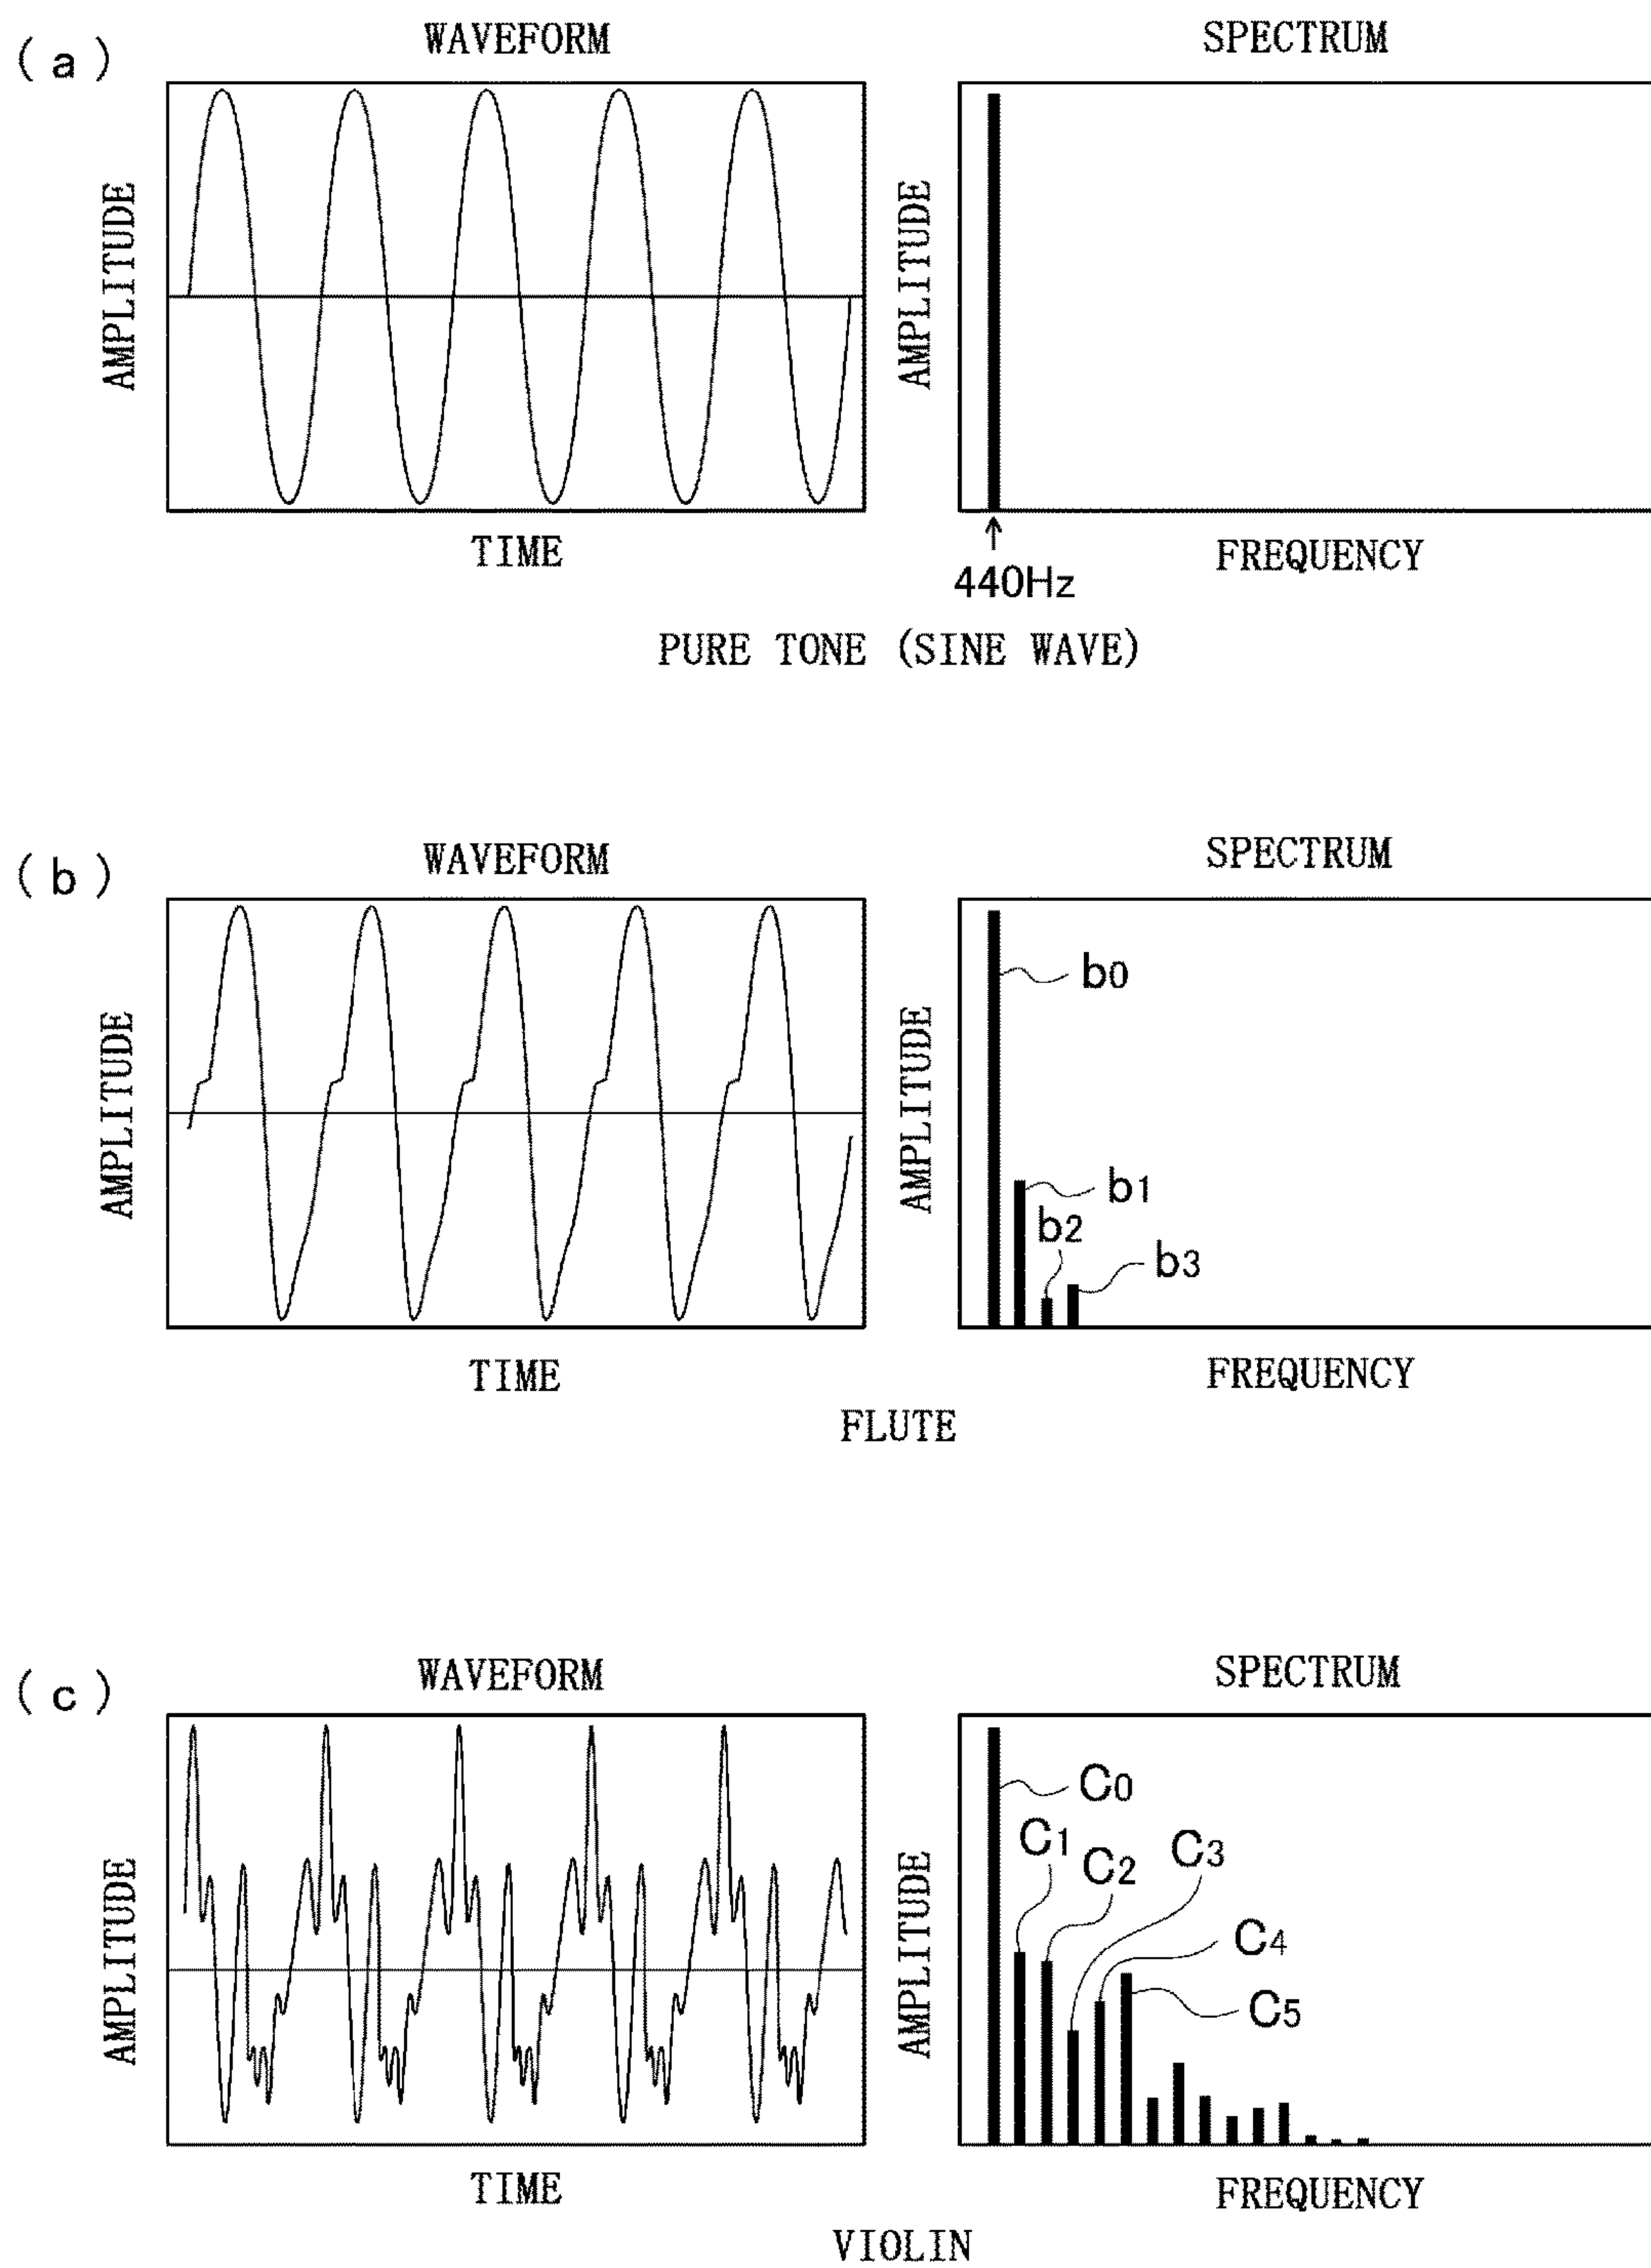 (a)
WAVEFORM
SPECTRUM
AMPLITUDE
AMPLITUDE
TIME
FREQUENCY
440Hz
PURE TONE (SINE WAVE)
(b)
WAVEFORM
SPECTRUM
AMPLITUDE
AMPLITUDE
b0
b1
b2
b3
TIME
FREQUENCY
FLUTE
(c)
WAVEFORM
SPECTRUM
AMPLITUDE
AMPLITUDE
C0
C1
C2
C3
C4
C5
TIME
FREQUENCY
VIOLIN